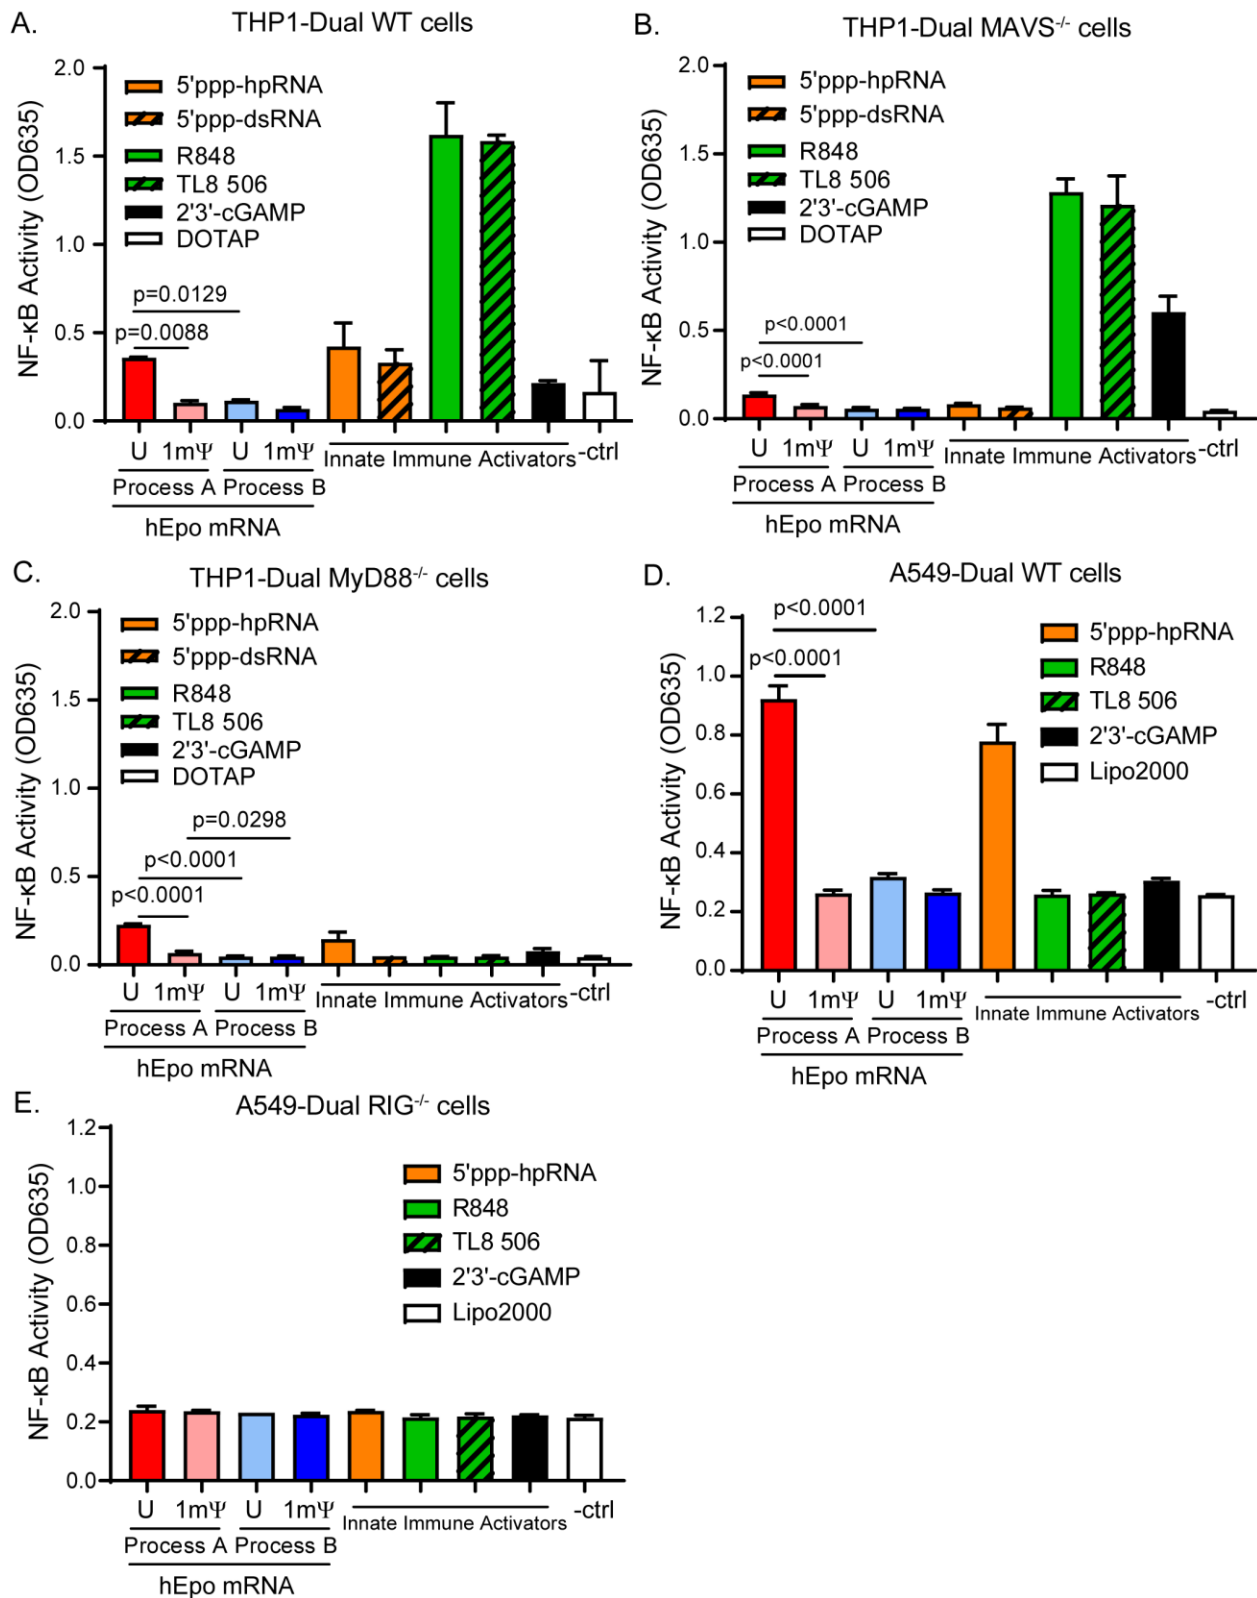 A.
THP1-Dual WT cells
NF-κB Activity (OD635)
2.0
1.5
1.0
0.5
0.0
5'ppp-hpRNA
5'ppp-dsRNA
R848
TL8 506
2'3'-cGAMP
DOTAP
p=0.0129
p=0.0088
U 1mΨ U 1mΨ
Innate Immune Activators -ctrl
Process A Process B
hEpo mRNA
B.
THP1-Dual MAVS-/- cells
NF-κB Activity (OD635)
2.0
1.5
1.0
0.5
0.0
5'ppp-hpRNA
5'ppp-dsRNA
R848
TL8 506
2'3'-cGAMP
DOTAP
p<0.0001
p<0.0001
U 1mΨ U 1mΨ
Innate Immune Activators -ctrl
Process A Process B
hEpo mRNA
C.
THP1-Dual MyD88-/- cells
NF-κB Activity (OD635)
2.0
1.5
1.0
0.5
0.0
5'ppp-hpRNA
5'ppp-dsRNA
R848
TL8 506
2'3'-cGAMP
DOTAP
p=0.0298
p<0.0001
p<0.0001
U 1mΨ U 1mΨ
Innate Immune Activators -ctrl
Process A Process B
hEpo mRNA
D.
A549-Dual WT cells
NF-κB Activity (OD635)
1.2
1.0
0.8
0.6
0.4
0.2
0.0
p<0.0001
p<0.0001
5'ppp-hpRNA
R848
TL8 506
2'3'-cGAMP
Lipo2000
U 1mΨ U 1mΨ
Innate Immune Activators -ctrl
Process A Process B
hEpo mRNA
E.
A549-Dual RIG-/- cells
NF-κB Activity (OD635)
1.2
1.0
0.8
0.6
0.4
0.2
0.0
5'ppp-hpRNA
R848
TL8 506
2'3'-cGAMP
Lipo2000
U 1mΨ U 1mΨ
Innate Immune Activators -ctrl
Process A Process B
hEpo mRNA